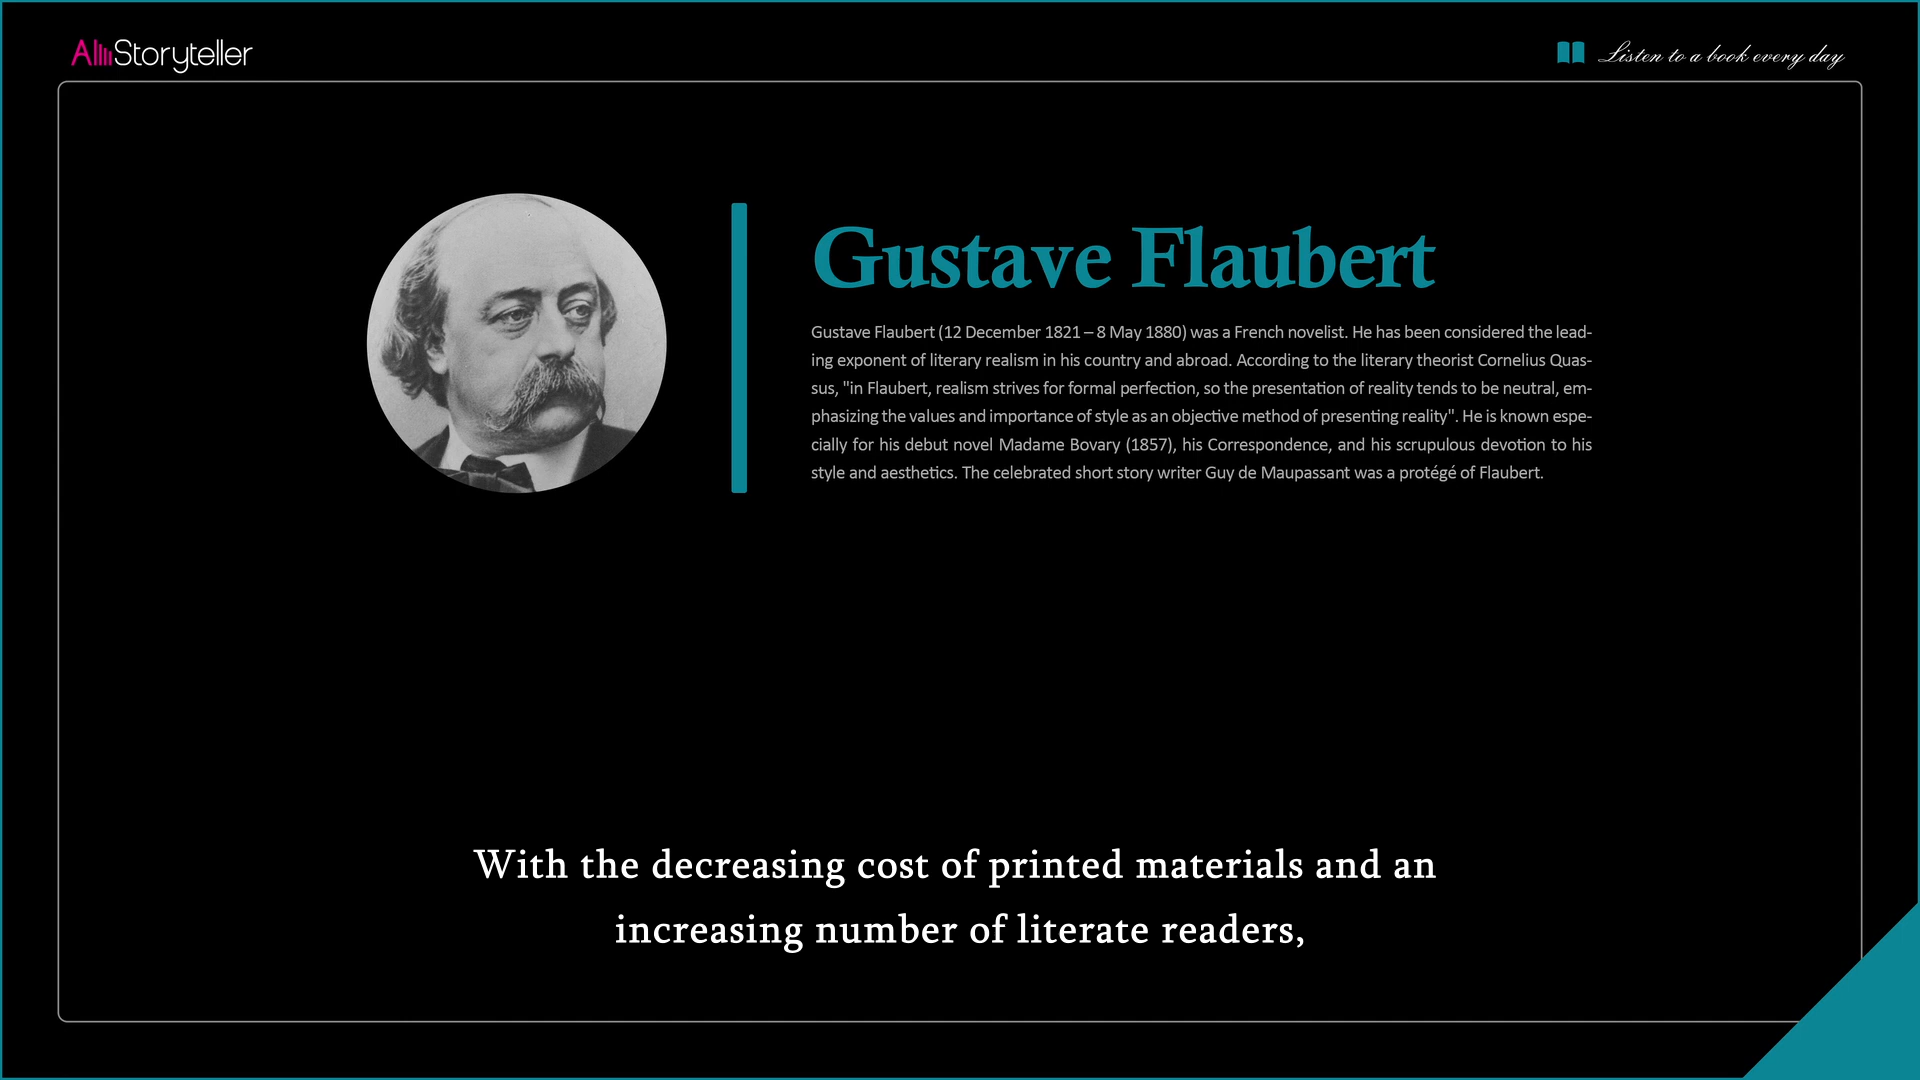 AllStoryteller
Listen to a book every day
Gustave Flaubert
Gustave Flaubert (12 December 1821 – 8 May 1880) was a French novelist. He has been considered the lead-
ing exponent of literary realism in his country and abroad. According to the literary theorist Cornelius Quas-
sus, "in Flaubert, realism strives for formal perfection, so the presentation of reality tends to be neutral, em-
phasizing the values and importance of style as an objective method of presenting reality". He is known espe-
cially for his debut novel Madame Bovary (1857), his Correspondence, and his scrupulous devotion to his
style and aesthetics. The celebrated short story writer Guy de Maupassant was a protégé of Flaubert.
With the decreasing cost of printed materials and an
increasing number of literate readers,